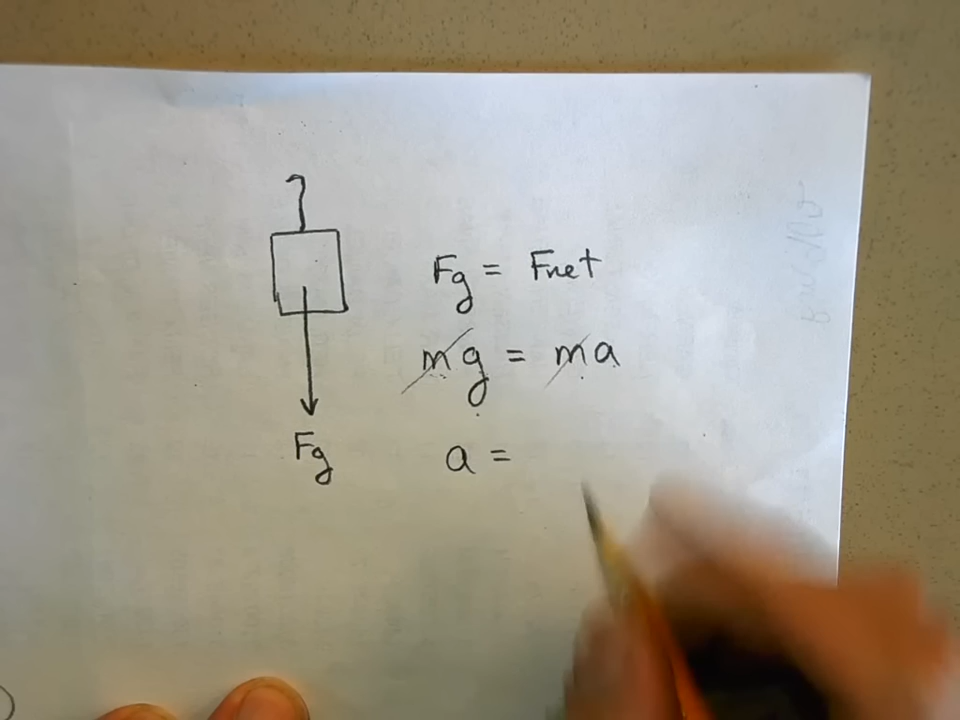 Fg = Fnet
mg = ma
Fg
a =